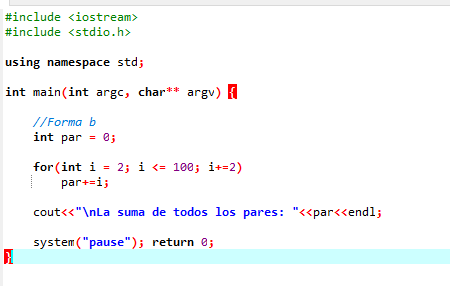 #include <iostream>
#include <stdio.h>
using namespace std;
int main(int argc, char** argv) {
//Forma b
int par = 0;
for(int i = 2; i <= 100; i+=2)
par+=i;
cout<<"\nLa suma de todos los pares: "<<par<<endl;
system("pause"); return 0;
}